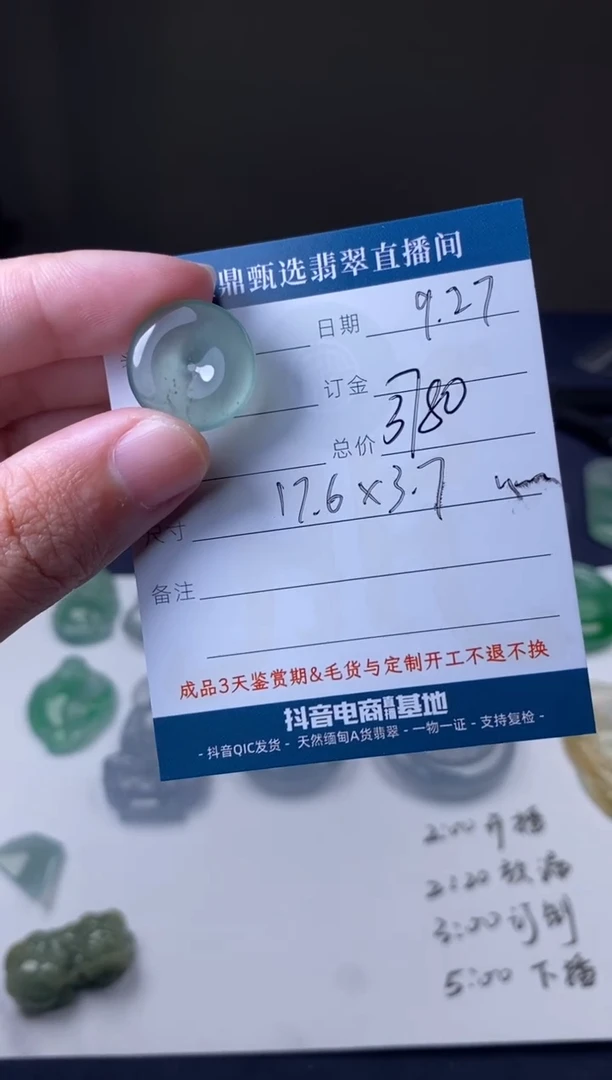 鼎甄选翡翠直播间
日期 9.27
订金
总价 3780
尺寸 17.6×3.7
备注
成品3天鉴赏期&毛货与定制开工不退不换
抖音电商直播基地
- 抖音QIC发货 - 天然缅甸A货翡翠 - 一物一证 - 支持复检 -
2:00 开播
2:20 放漏
3:00 订制
5:00 下播